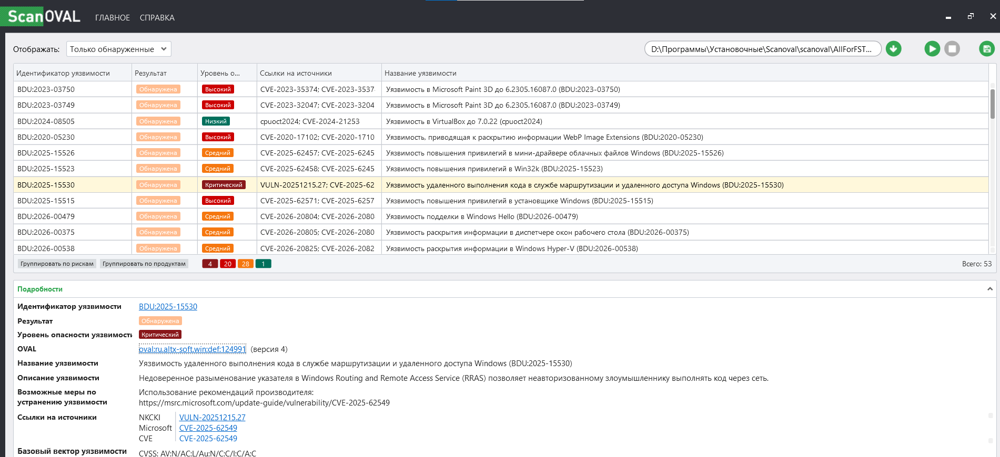 ScanOVAL ГЛАВНОЕ СПРАВКА
Отображать: Только обнаруженные D:\Программы\Установочные\Scanoval\scanoval\AllForFST...
Идентификатор уязвимости Результат Уровень о... Ссылки на источники Название уязвимости
BDU:2023-03750 Обнаружена Высокий CVE-2023-35374; CVE-2023-3537 Уязвимость в Microsoft Paint 3D до 6.2305.16087.0 (BDU:2023-03750)
BDU:2023-03749 Обнаружена Высокий CVE-2023-32047; CVE-2023-3204 Уязвимость в Microsoft Paint 3D до 6.2305.16087.0 (BDU:2023-03749)
BDU:2024-08505 Обнаружена Низкий cpuoct2024; CVE-2024-21253 Уязвимость в VirtualBox до 7.0.22 (cpuoct2024)
BDU:2020-05230 Обнаружена Высокий CVE-2020-17102; CVE-2020-1710 Уязвимость, приводящая к раскрытию информации WebP Image Extensions (BDU:2020-05230)
BDU:2025-15526 Обнаружена Средний CVE-2025-62457; CVE-2025-6245 Уязвимость повышения привилегий в мини-драйвере облачных файлов Windows (BDU:2025-15526)
BDU:2025-15523 Обнаружена Средний CVE-2025-62458; CVE-2025-6245 Уязвимость повышения привилегий в Win32k (BDU:2025-15523)
BDU:2025-15530 Обнаружена Критический VULN-20251215.27; CVE-2025-62 Уязвимость удаленного выполнения кода в службе маршрутизации и удаленного доступа Windows (BDU:2025-15530)
BDU:2025-15515 Обнаружена Высокий CVE-2025-62571; CVE-2025-6257 Уязвимость повышения привилегий в установщике Windows (BDU:2025-15515)
BDU:2026-00479 Обнаружена Средний CVE-2026-20804; CVE-2026-2080 Уязвимость подделки в Windows Hello (BDU:2026-00479)
BDU:2026-00375 Обнаружена Средний CVE-2026-20805; CVE-2026-2080 Уязвимость раскрытия информации в диспетчере окон рабочего стола (BDU:2026-00375)
BDU:2026-00538 Обнаружена Средний CVE-2026-20825; CVE-2026-2082 Уязвимость раскрытия информации в Windows Hyper-V (BDU:2026-00538)
Группировать по рискам Группировать по продуктам 4 20 28 1 Всего: 53
Подробности
Идентификатор уязвимости BDU:2025-15530
Результат Обнаружена
Уровень опасности уязвимости Критический
OVAL oval:ru.altx-soft.win:def:124991 (версия 4)
Название уязвимости Уязвимость удаленного выполнения кода в службе маршрутизации и удаленного доступа Windows (BDU:2025-15530)
Описание уязвимости Недоверенное разыменование указателя в Windows Routing and Remote Access Service (RRAS) позволяет неавторизованному злоумышленнику выполнять код через сеть.
Возможные меры по Использование рекомендаций производителя:
устранению уязвимости https://msrc.microsoft.com/update-guide/vulnerability/CVE-2025-62549
Ссылки на источники NKCKI VULN-20251215.27
Microsoft CVE-2025-62549
CVE CVE-2025-62549
Базовый вектор уязвимости CVSS: AV:N/AC:L/Au:N/C:C/I:C/A:C